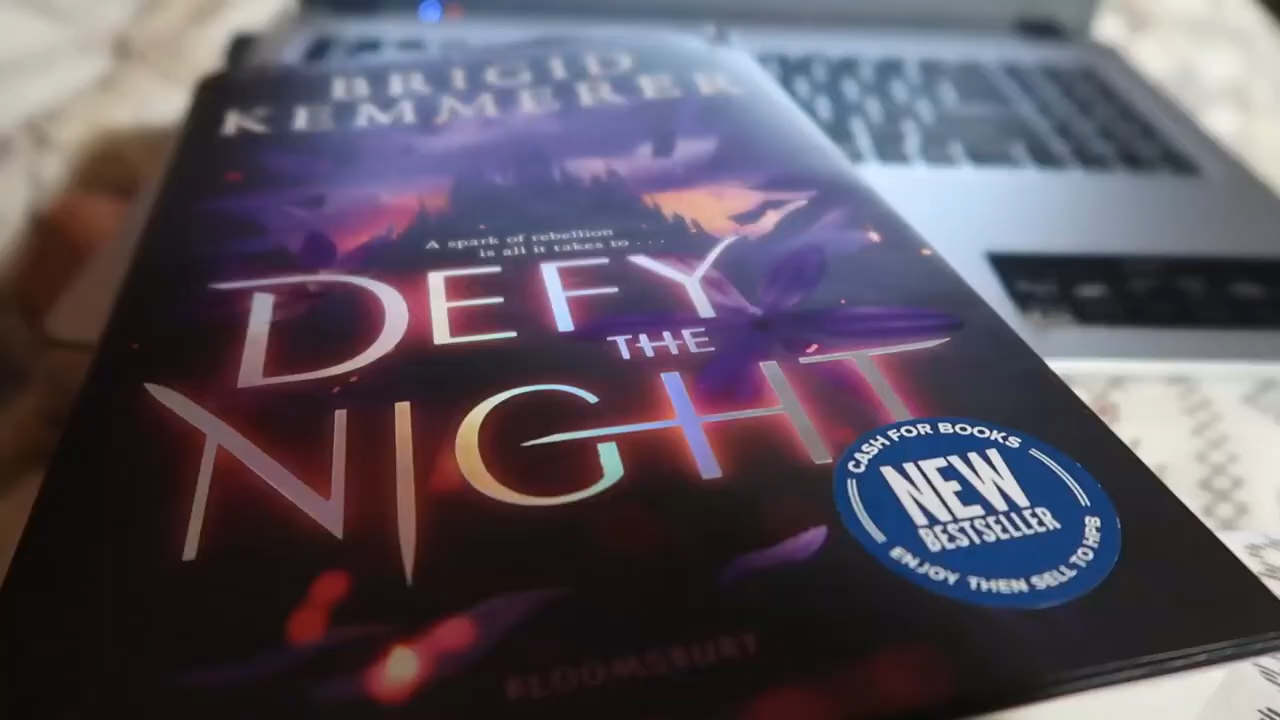 BRIGID
KEMMERER
A spark of rebellion
is all it takes to ...
DEFY
THE
NIGHT
CASH FOR BOOKS
NEW
BESTSELLER
ENJOY THEN SELL TO HPB
BLOOMSBURY